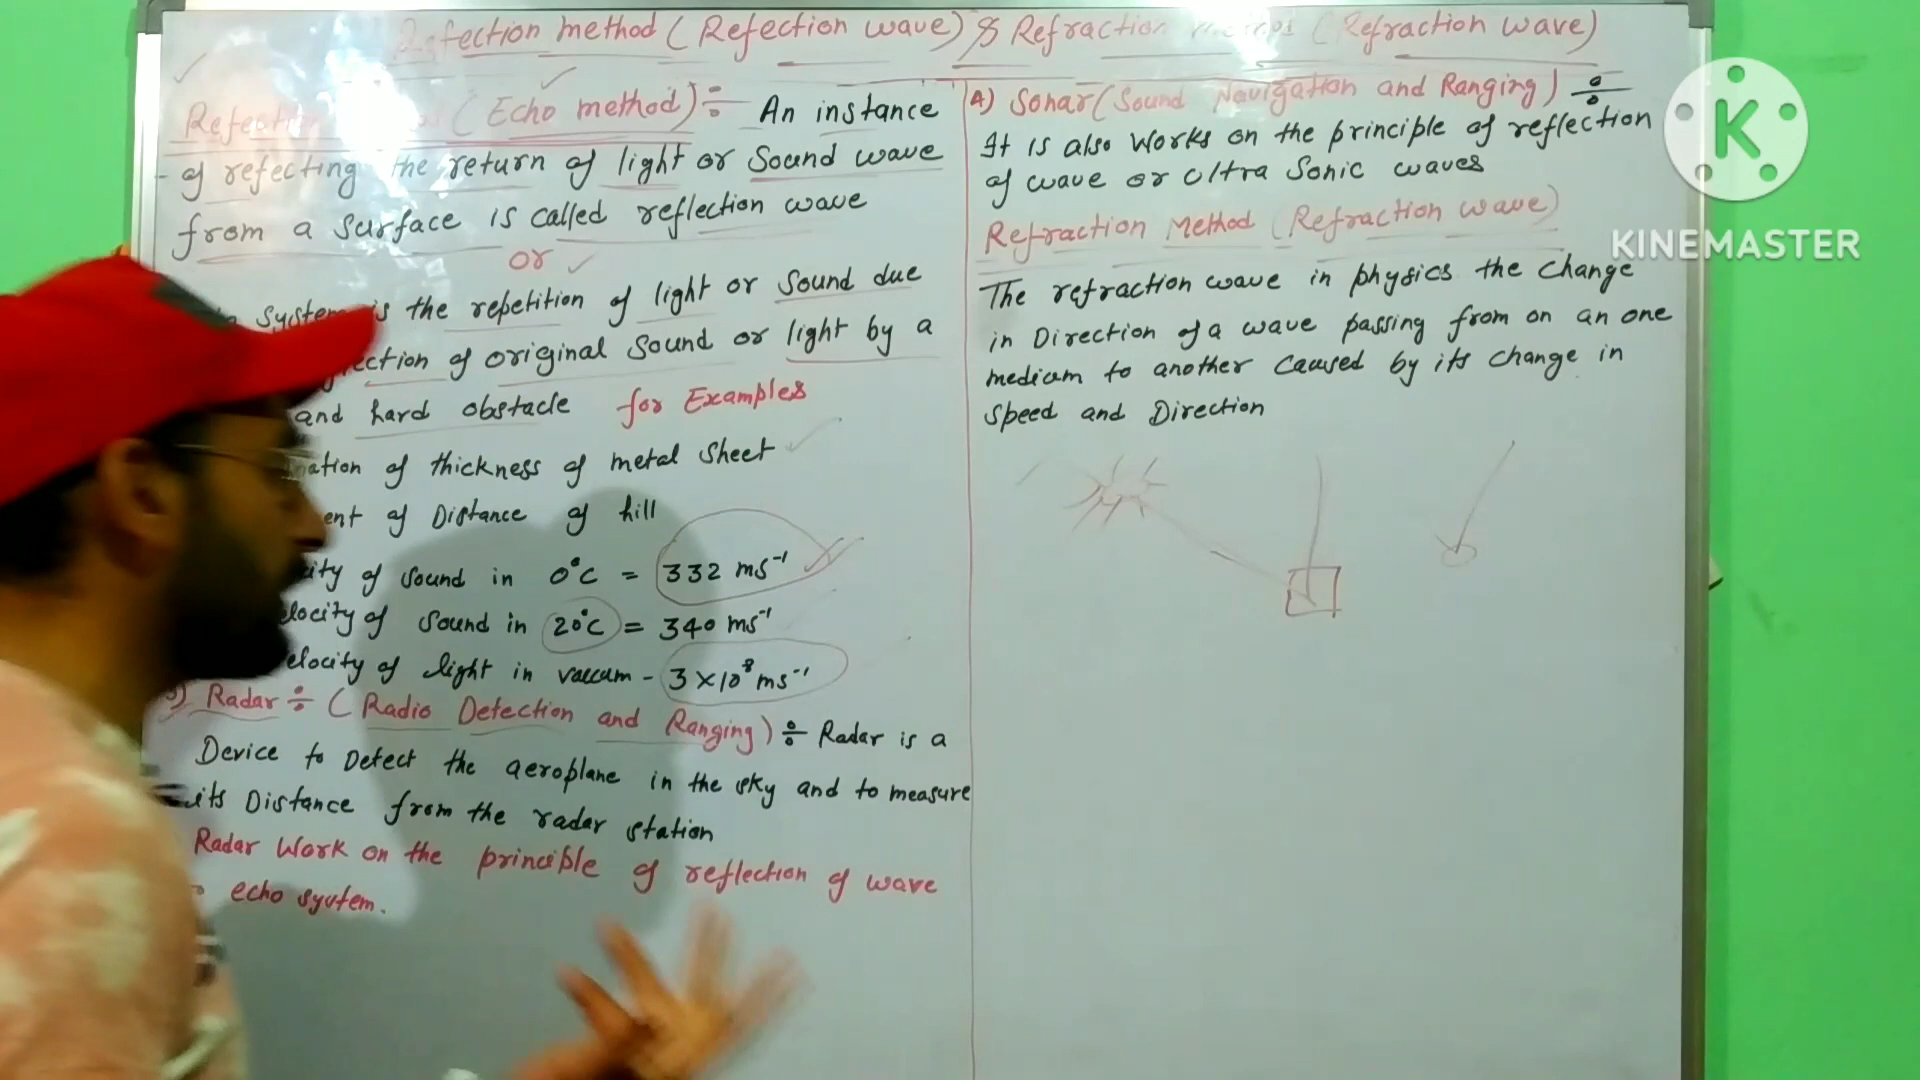 Refection method ( Refection wave ) & Refraction ( Refraction wave )
( Echo method ) ÷ An instance
of refecting the return of light or Sound wave
from a surface is called reflection wave
or
System is the repetition of light or Sound due
of original Sound or light by a
and hard obstacle for Examples
of thickness of metal sheet
of Distance of hill
of sound in 0°C = 332 ms⁻¹
of sound in 20°C = 340 ms⁻¹
of light in vaccum - 3 × 10⁸ ms⁻¹
Radar ÷ ( Radio Detection and Ranging ) ÷ Radar is a
Device to Detect the aeroplane in the sky and to measure
its Distance from the radar station
Radar work on the principle of reflection of wave
echo system.
4) Sonar ( Sound Navigation and Ranging ) ÷
It is also works on the principle of reflection
of wave or ultra Sonic waves
Refraction Method ( Refraction wave )
The refraction wave in physics the change
in Direction of a wave passing from on an one
medium to another caused by its change in
speed and Direction
K
KINEMASTER